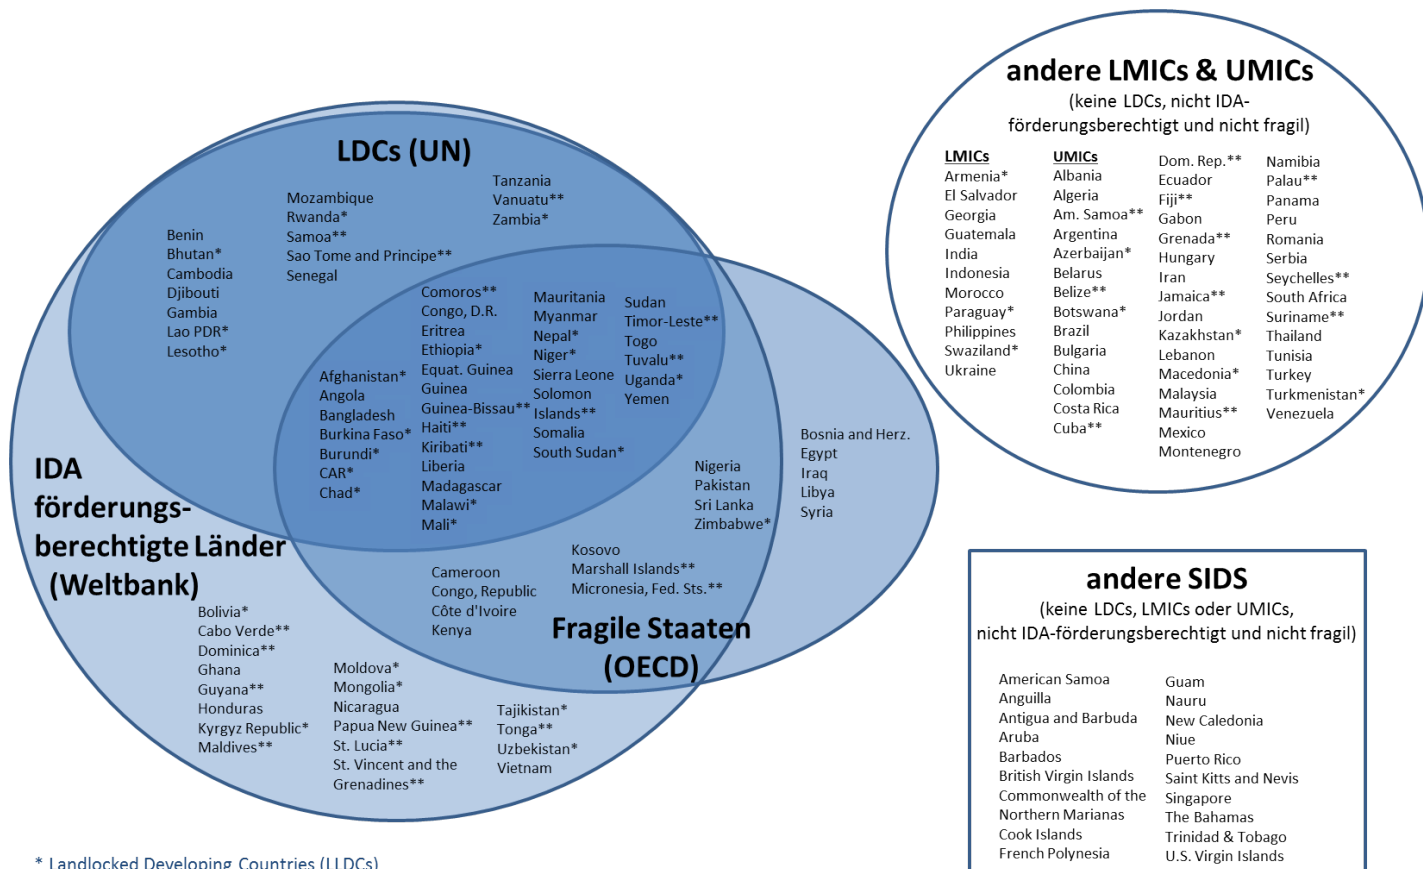 LDCs (UN)
Benin
Bhutan*
Cambodia
Djibouti
Gambia
Lao PDR*
Lesotho*
Mozambique
Rwanda*
Samoa**
Sao Tome and Principe**
Senegal
Tanzania
Vanuatu**
Zambia*
Afghanistan*
Angola
Bangladesh
Burkina Faso*
Burundi*
CAR*
Chad*
Comoros**
Congo, D.R.
Eritrea
Ethiopia*
Equat. Guinea
Guinea
Guinea-Bissau**
Haiti**
Kiribati**
Liberia
Madagascar
Malawi*
Mali*
Mauritania
Myanmar
Nepal*
Niger*
Sierra Leone
Solomon
Islands**
Somalia
South Sudan*
Sudan
Timor-Leste**
Togo
Tuvalu**
Uganda*
Yemen
IDA
förderungs-
berechtigte Länder
(Weltbank)
Bolivia*
Cabo Verde**
Dominica**
Ghana
Guyana**
Honduras
Kyrgyz Republic*
Maldives**
Moldova*
Mongolia*
Nicaragua
Papua New Guinea**
St. Lucia**
St. Vincent and the
Grenadines**
Tajikistan*
Tonga**
Uzbekistan*
Vietnam
Cameroon
Congo, Republic
Côte d'Ivoire
Kenya
Kosovo
Marshall Islands**
Micronesia, Fed. Sts.**
Nigeria
Pakistan
Sri Lanka
Zimbabwe*
Fragile Staaten
(OECD)
Bosnia and Herz.
Egypt
Iraq
Libya
Syria
andere LMICs & UMICs
(keine LDCs, nicht IDA-
förderungsberechtigt und nicht fragil)
LMICs
Armenia*
El Salvador
Georgia
Guatemala
India
Indonesia
Morocco
Paraguay*
Philippines
Swaziland*
Ukraine
UMICs
Albania
Algeria
Am. Samoa**
Argentina
Azerbaijan*
Belarus
Belize**
Botswana*
Brazil
Bulgaria
China
Colombia
Costa Rica
Cuba**
Dom. Rep.**
Ecuador
Fiji**
Gabon
Grenada**
Hungary
Iran
Jamaica**
Jordan
Kazakhstan*
Lebanon
Macedonia*
Malaysia
Mauritius**
Mexico
Montenegro
Namibia
Palau**
Panama
Peru
Romania
Serbia
Seychelles**
South Africa
Suriname**
Thailand
Tunisia
Turkey
Turkmenistan*
Venezuela
andere SIDS
(keine LDCs, LMICs oder UMICs,
nicht IDA-förderungsberechtigt und nicht fragil)
American Samoa
Anguilla
Antigua and Barbuda
Aruba
Barbados
British Virgin Islands
Commonwealth of the
Northern Marianas
Cook Islands
French Polynesia
Guam
Nauru
New Caledonia
Niue
Puerto Rico
Saint Kitts and Nevis
Singapore
The Bahamas
Trinidad & Tobago
U.S. Virgin Islands
* Landlocked Developing Countries (LLDCs)